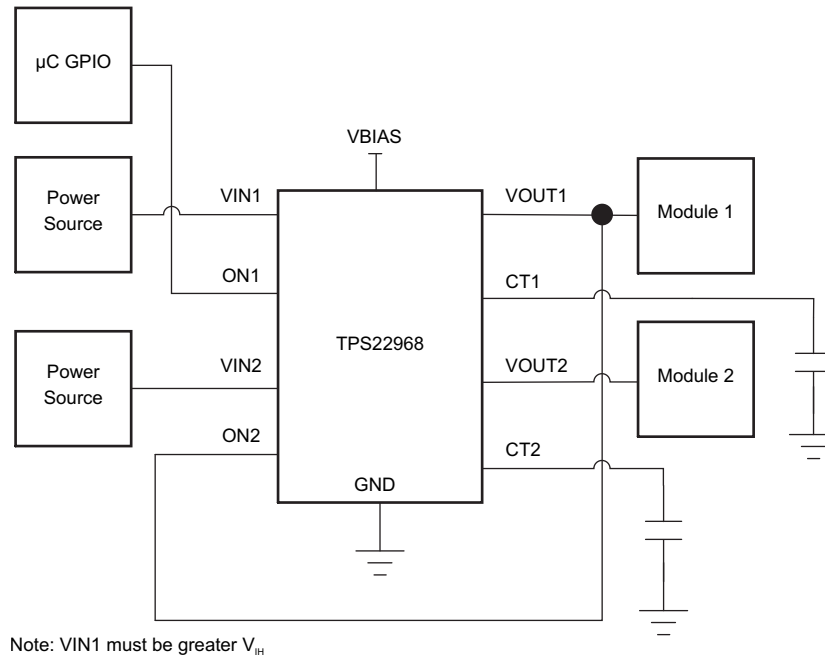 µC GPIO
VBIAS
Power
Source
VIN1
VOUT1
Module 1
ON1
CT1
TPS22968
Power
Source
VIN2
VOUT2
Module 2
ON2
CT2
GND
Note: VIN1 must be greater VIH